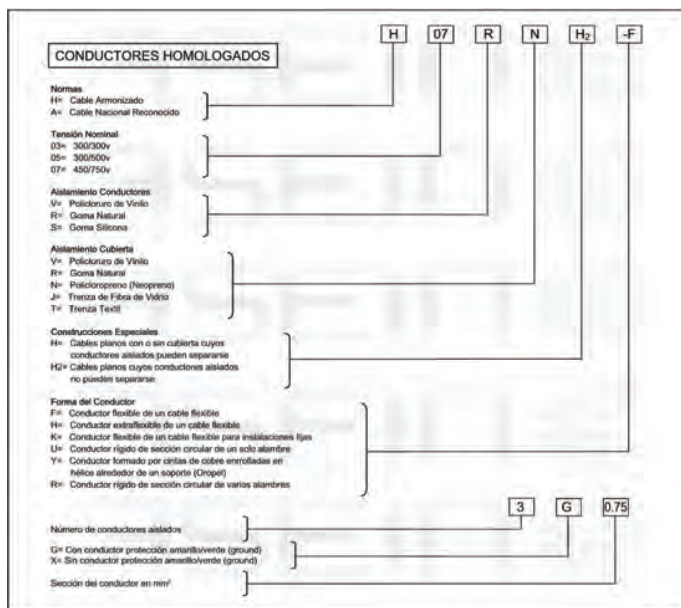 H 07 R N H₂ -F
CONDUCTORES HOMOLOGADOS
Normas
H= Cable Armonizado
A= Cable Nacional Reconocido
Tensión Nominal
03= 300/300v
05= 300/500v
07= 450/750v
Aislamiento Conductores
V= Policloruro de Vinilo
R= Goma Natural
S= Goma Silicona
Aislamiento Cubierta
V= Policloruro de Vinilo
R= Goma Natural
N= Policloropreno (Neopreno)
J= Trenza de Fibra de Vidrio
T= Trenza Textil
Construcciones Especiales
H= Cables planos con o sin cubierta cuyos
conductores aislados pueden separarse
H2= Cables planos cuyos conductores aislados
no pueden separarse
Forma del Conductor
F= Conductor flexible de un cable flexible
H= Conductor extraflexible de un cable flexible
K= Conductor flexible de un cable flexible para instalaciones fijas
U= Conductor rígido de sección circular de un solo alambre
Y= Conductor formado por cintas de cobre enrolladas en
hélice alrededor de un soporte (Oropel)
R= Conductor rígido de sección circular de varios alambres
3 G 0.75
Número de conductores aislados
G= Con conductor protección amarillo/verde (ground)
X= Sin conductor protección amarillo/verde (ground)
Sección del conductor en mm²